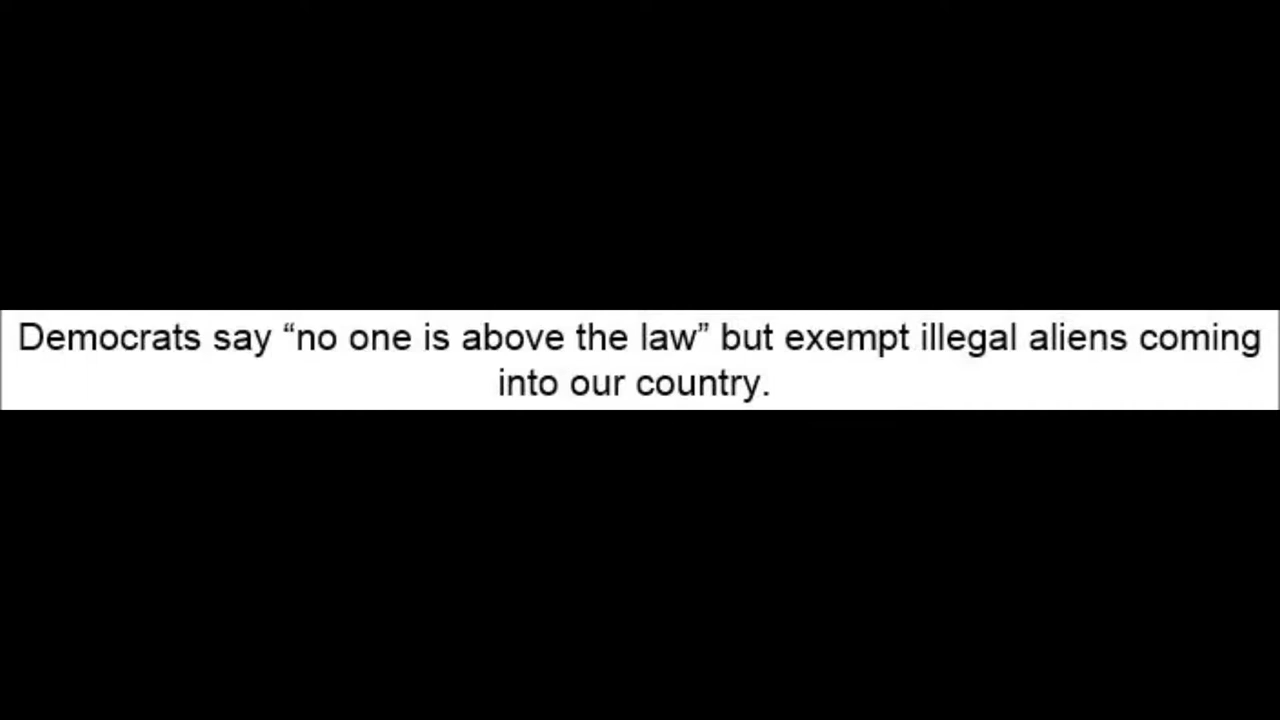 Democrats say “no one is above the law” but exempt illegal aliens coming
into our country.